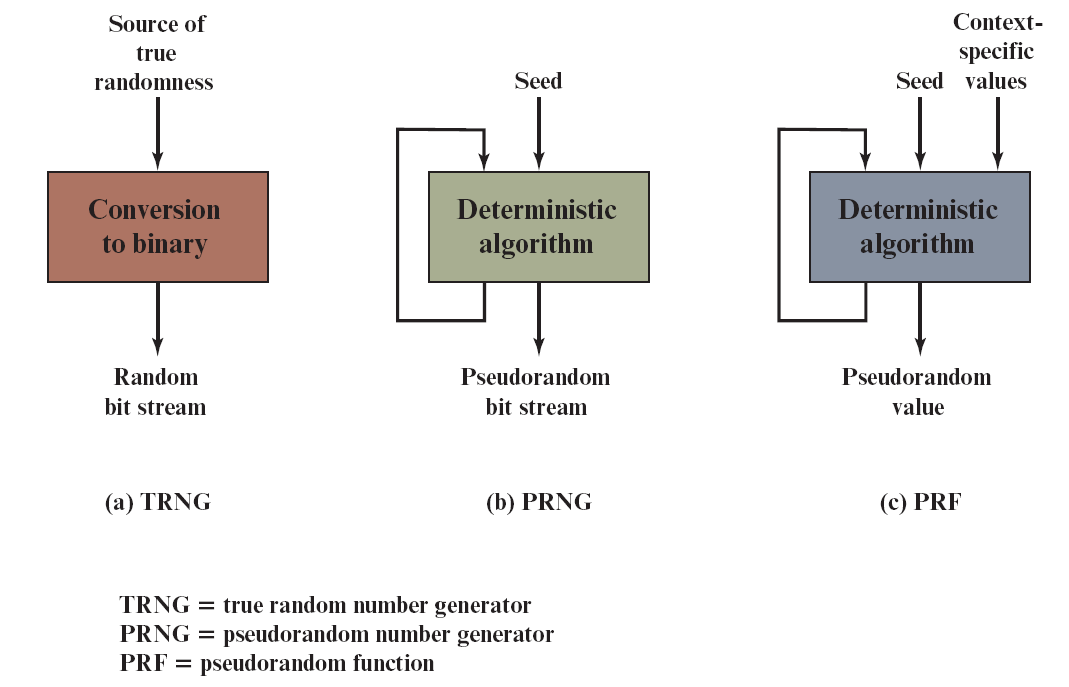 Source of
true
randomness
Conversion
to binary
Random
bit stream
(a) TRNG
Seed
Deterministic
algorithm
Pseudorandom
bit stream
(b) PRNG
Seed
Context-
specific
values
Deterministic
algorithm
Pseudorandom
value
(c) PRF
TRNG = true random number generator
PRNG = pseudorandom number generator
PRF = pseudorandom function